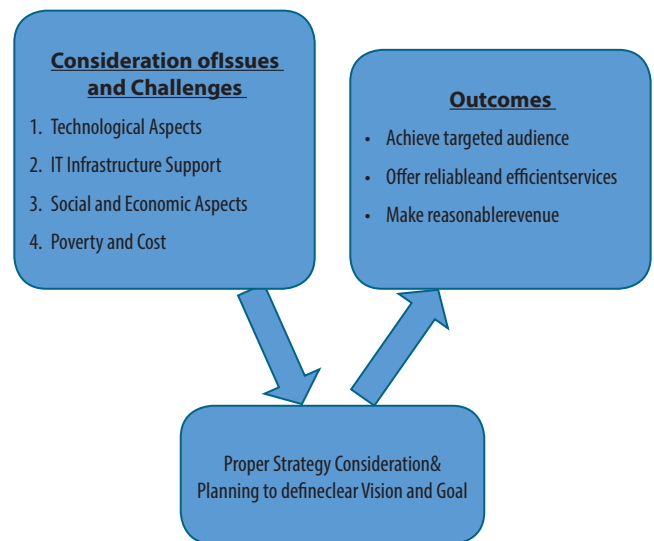 Consideration ofIssues
and Challenges
1. Technological Aspects
2. IT Infrastructure Support
3. Social and Economic Aspects
4. Poverty and Cost
Outcomes
• Achieve targeted audience
• Offer reliableand efficientservices
• Make reasonablerevenue
Proper Strategy Consideration&
Planning to defineclear Vision and Goal